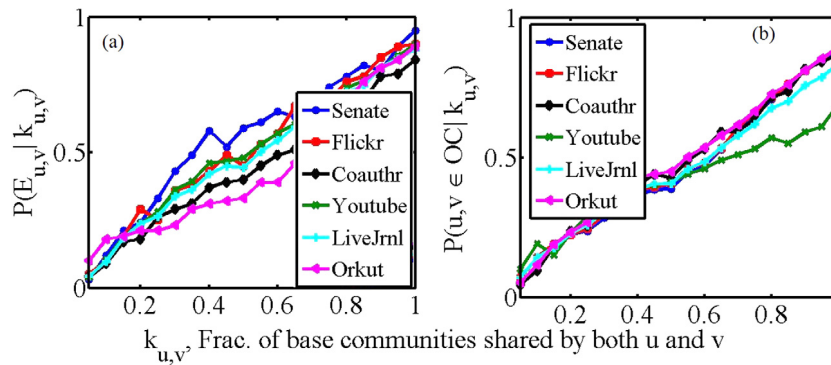 (a)
P(E_{u,v}|k_{u,v})
1
0.5
0
0.2 0.4 0.6 0.8 1
Senate
Flickr
Coauthr
Youtube
LiveJrnl
Orkut
(b)
P(u,v ∈ OC|k_{u,v})
1
0.5
0
0.2 0.4 0.6 0.8
Senate
Flickr
Coauthr
Youtube
LiveJrnl
Orkut
k_{u,v}, Frac. of base communities shared by both u and v